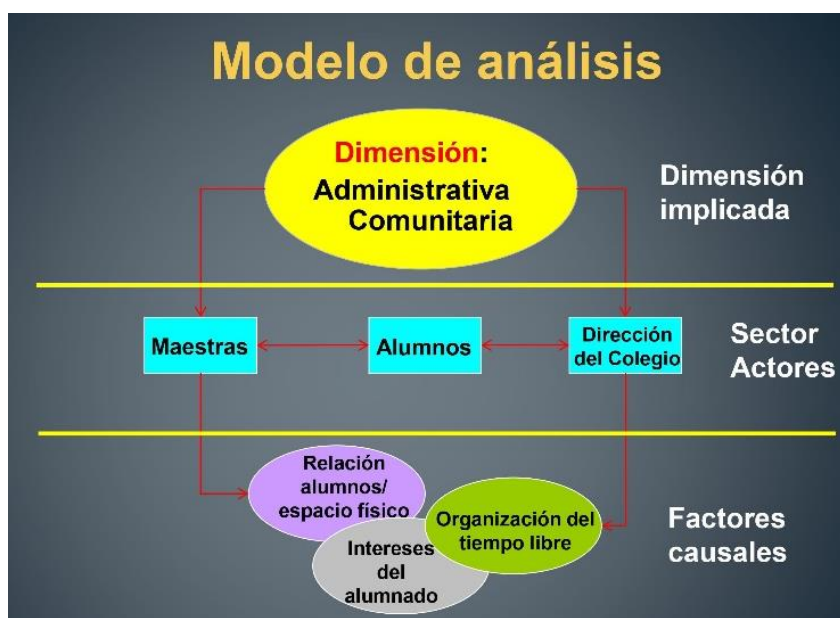 Modelo de análisis
Dimensión:
Administrativa
Comunitaria
Dimensión
implicada
Maestras
Alumnos
Dirección
del Colegio
Sector
Actores
Relación
alumnos/
espacio físico
Organización del
tiempo libre
Intereses
del
alumnado
Factores
causales